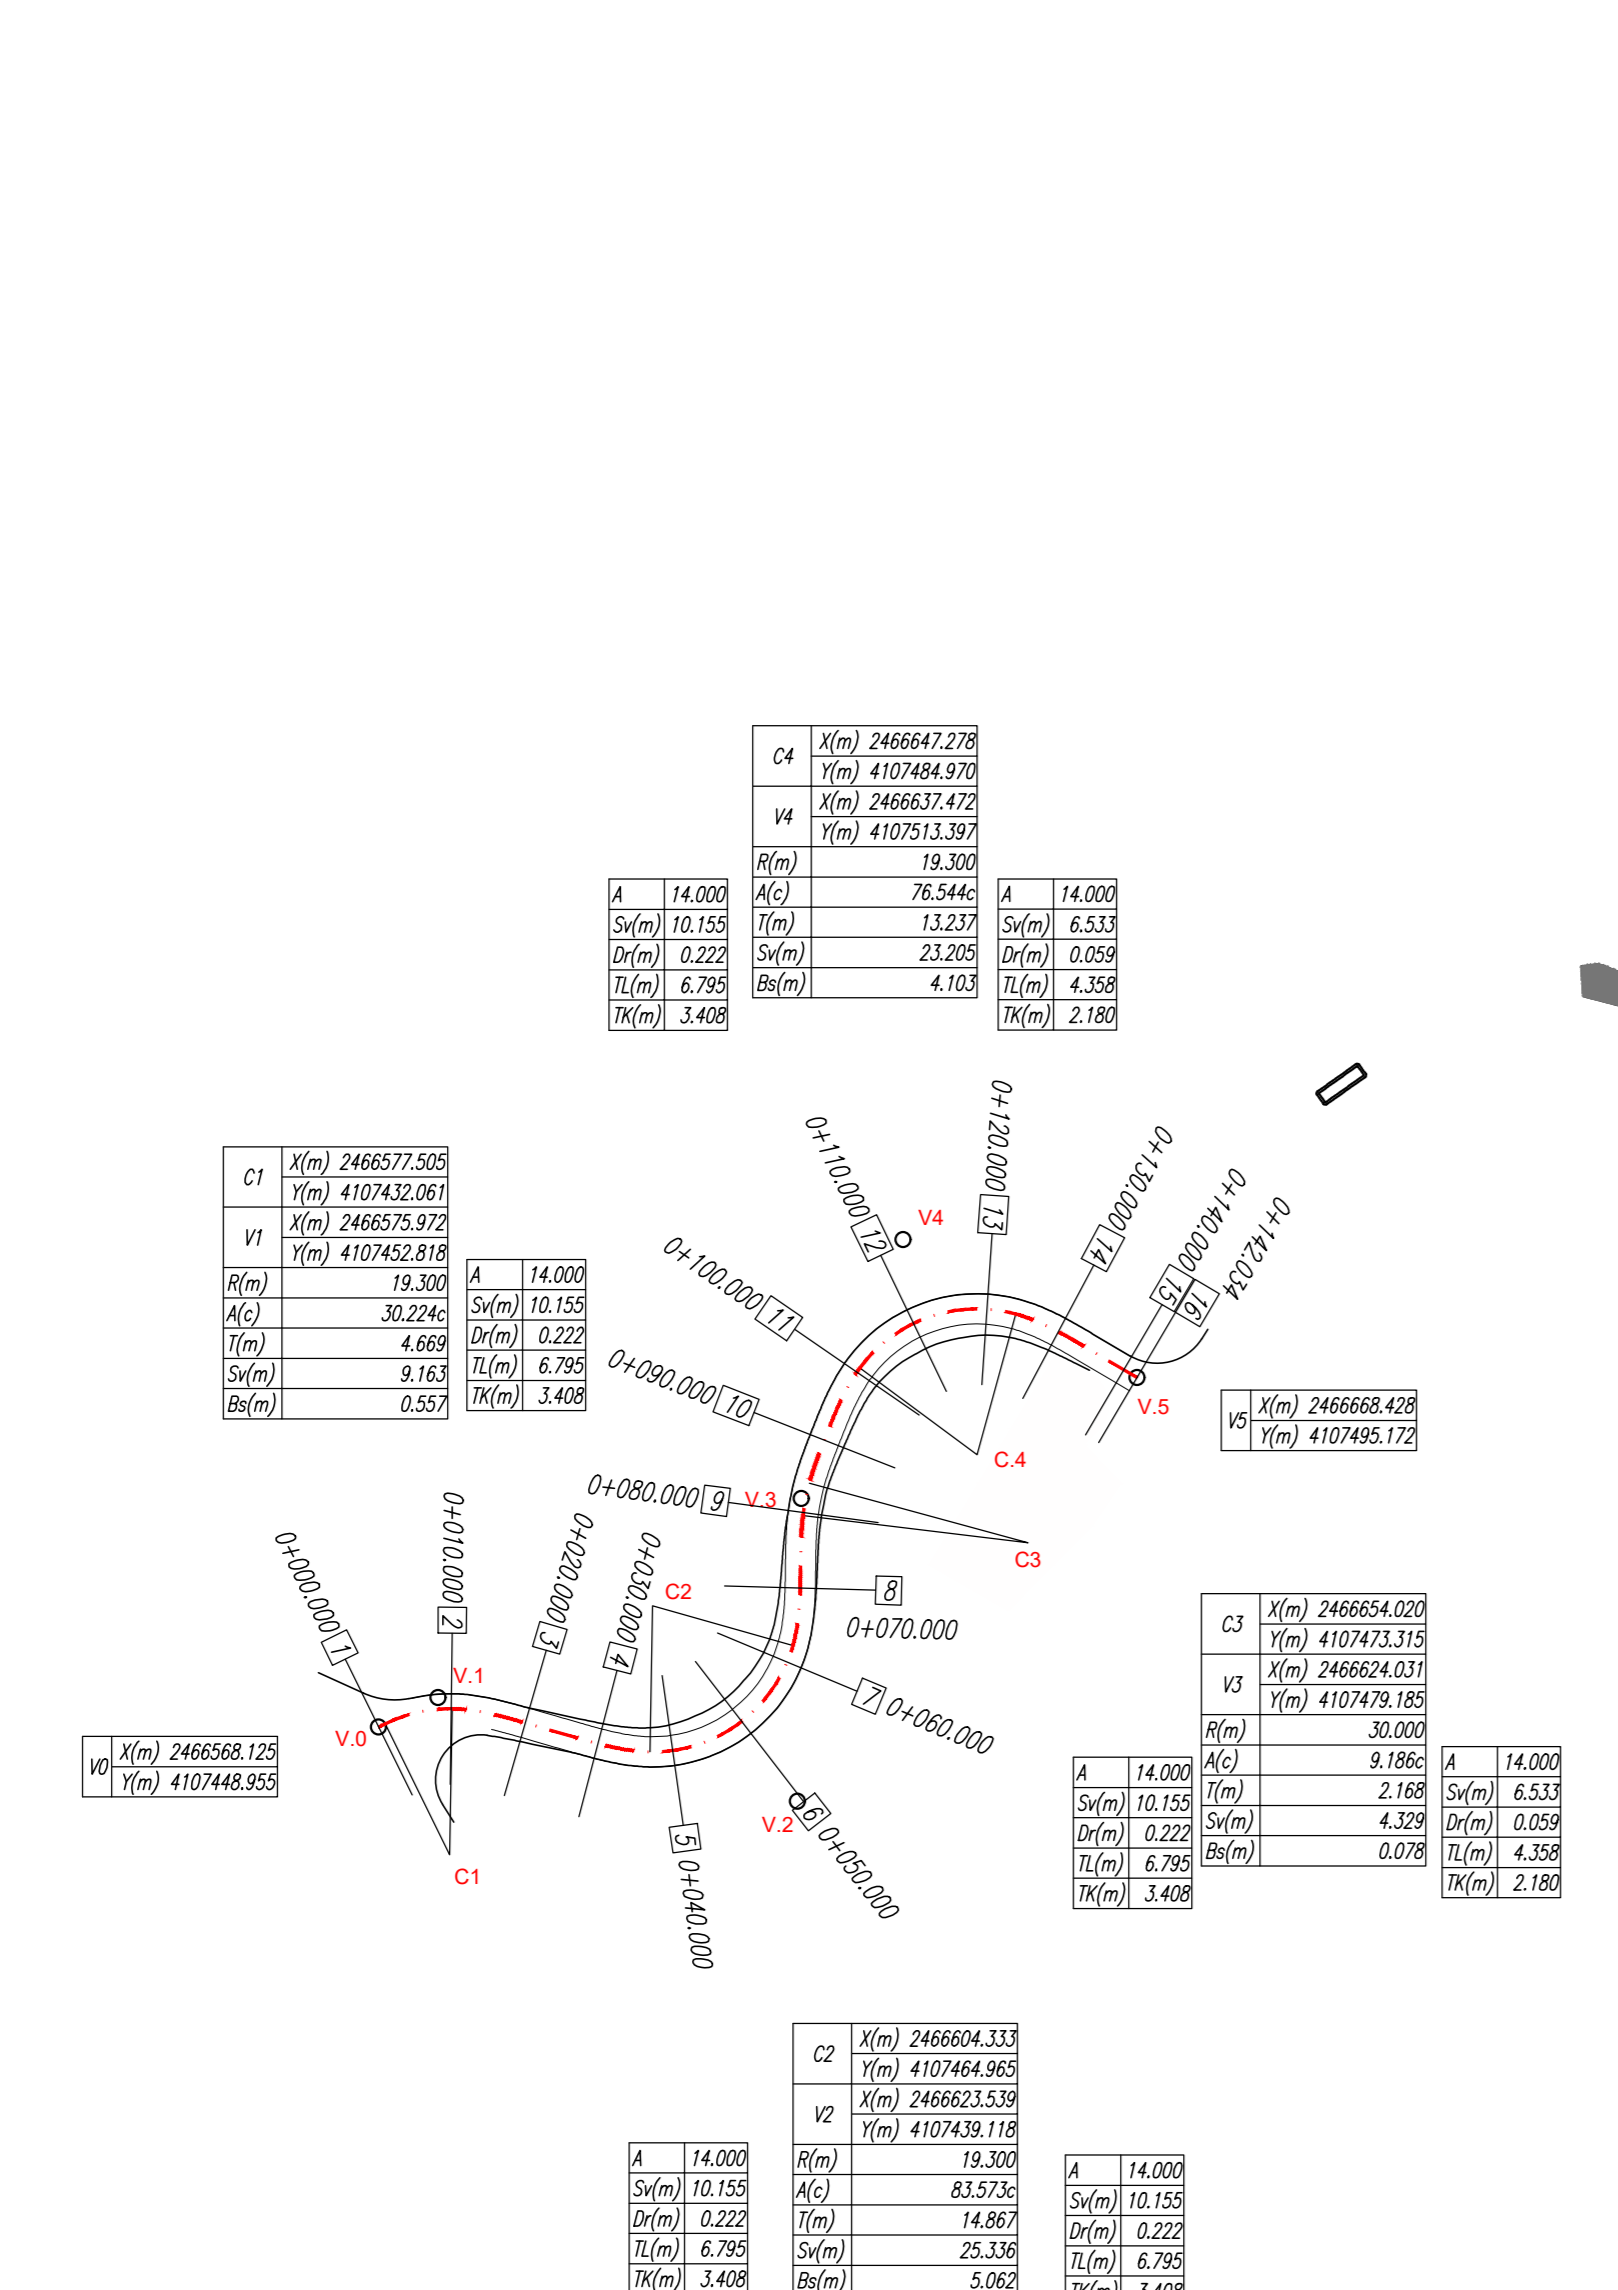 C4 X(m) 2466647.278
Y(m) 4107484.970
V4 X(m) 2466637.472
Y(m) 4107513.397
R(m) 19.300
A(c) 76.544c
T(m) 13.237
Sv(m) 23.205
Bs(m) 4.103
A 14.000
Sv(m) 10.155
Dr(m) 0.222
TL(m) 6.795
TK(m) 3.408
A 14.000
Sv(m) 6.533
Dr(m) 0.059
TL(m) 4.358
TK(m) 2.180
C1 X(m) 2466577.505
Y(m) 4107432.061
V1 X(m) 2466575.972
Y(m) 4107452.818
R(m) 19.300
A(c) 30.224c
T(m) 4.669
Sv(m) 9.163
Bs(m) 0.557
A 14.000
Sv(m) 10.155
Dr(m) 0.222
TL(m) 6.795
TK(m) 3.408
0+000.000 1
0+010.000 2
0+020.000 3
0+030.000 4
5 0+040.000
6 0+050.000
7 0+060.000
8
0+070.000
0+080.000 9
0+090.000 10
0+100.000 11
0+110.000 12
0+120.000 13
0+130.000 14
0+140.000 15
0+142.034 16
V4
V.5
C.4
V.3
C3
C2
V.1
V.0
V.2
C1
V5 X(m) 2466668.428
Y(m) 4107495.172
V0 X(m) 2466568.125
Y(m) 4107448.955
C3 X(m) 2466654.020
Y(m) 4107473.315
V3 X(m) 2466624.031
Y(m) 4107479.185
R(m) 30.000
A(c) 9.186c
T(m) 2.168
Sv(m) 4.329
Bs(m) 0.078
A 14.000
Sv(m) 10.155
Dr(m) 0.222
TL(m) 6.795
TK(m) 3.408
A 14.000
Sv(m) 6.533
Dr(m) 0.059
TL(m) 4.358
TK(m) 2.180
C2 X(m) 2466604.333
Y(m) 4107464.965
V2 X(m) 2466623.539
Y(m) 4107439.118
R(m) 19.300
A(c) 83.573c
T(m) 14.867
Sv(m) 25.336
Bs(m) 5.062
A 14.000
Sv(m) 10.155
Dr(m) 0.222
TL(m) 6.795
TK(m) 3.408
A 14.000
Sv(m) 10.155
Dr(m) 0.222
TL(m) 6.795
TK(m) 3.408